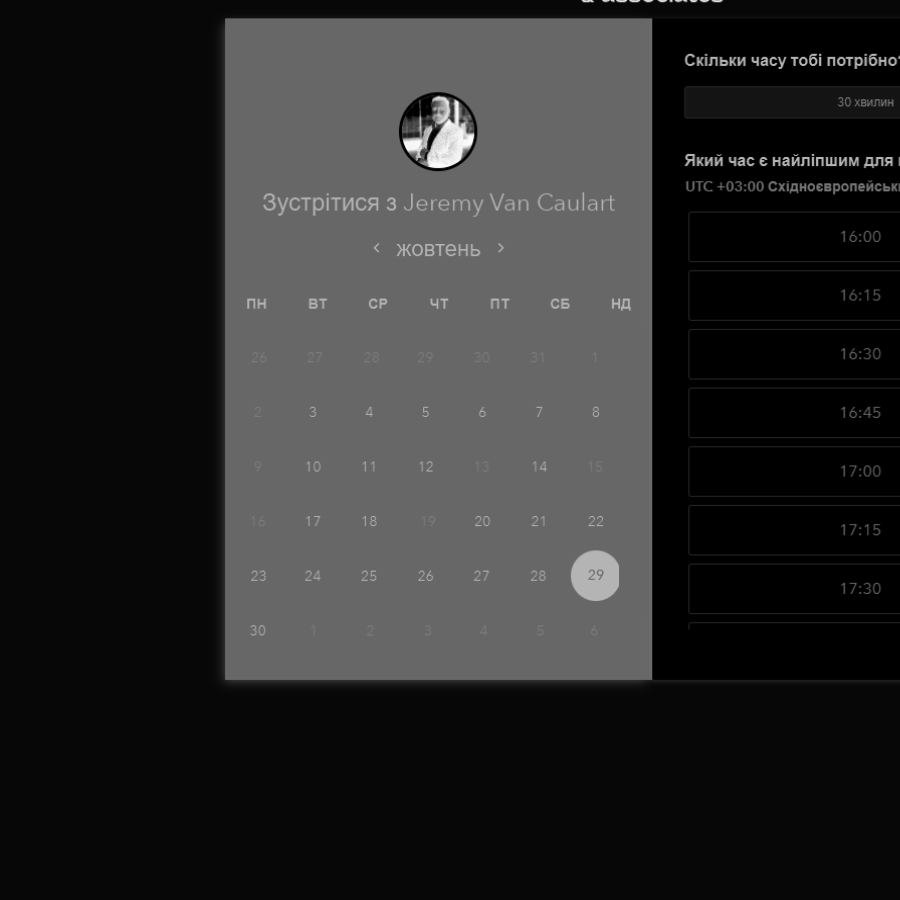 & associates
Зустрітися з Jeremy Van Caulart
‹ жовтень ›
ПН ВТ СР ЧТ ПТ СБ НД
26 27 28 29 30 31 1
2 3 4 5 6 7 8
9 10 11 12 13 14 15
16 17 18 19 20 21 22
23 24 25 26 27 28 29
30 1 2 3 4 5 6
Скільки часу тобі потрібно?
30 хвилин
Який час є найліпшим для
UTC +03:00
16:00
16:15
16:30
16:45
17:00
17:15
17:30